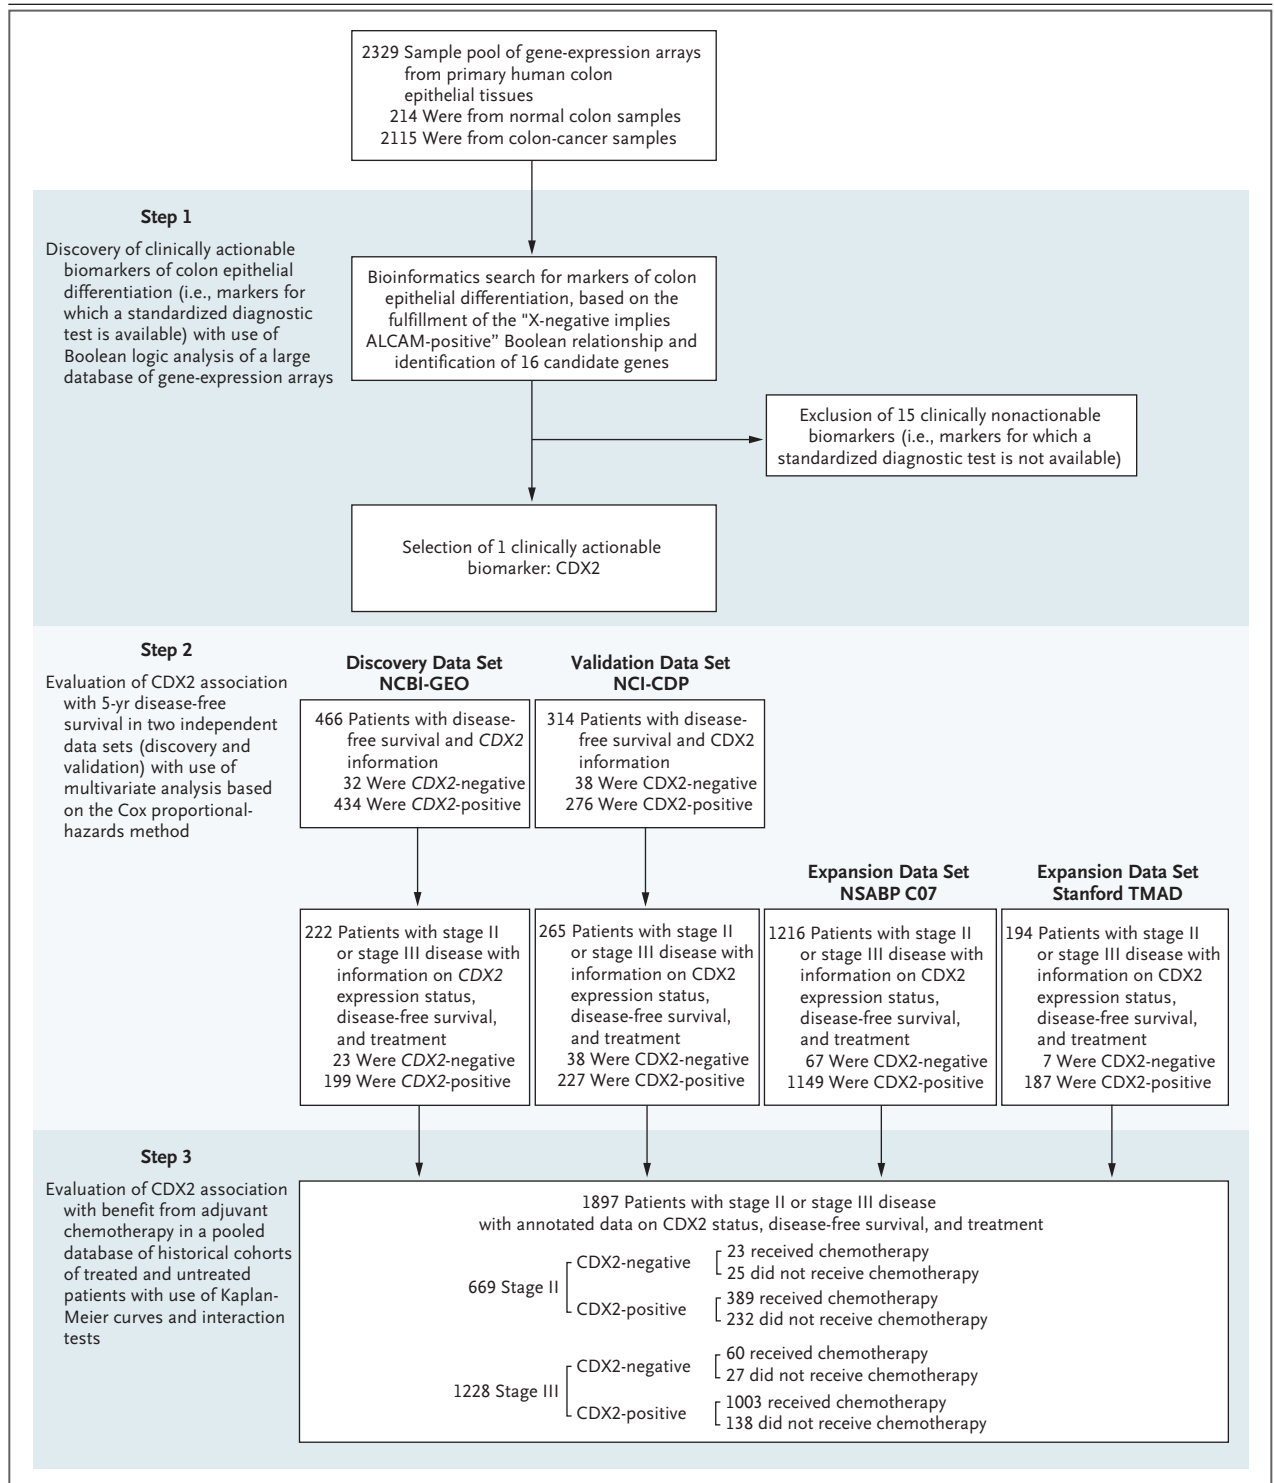 2329 Sample pool of gene-expression arrays
from primary human colon
epithelial tissues
214 Were from normal colon samples
2115 Were from colon-cancer samples
Step 1
Discovery of clinically actionable
biomarkers of colon epithelial
differentiation (i.e., markers for
which a standardized diagnostic
test is available) with use of
Boolean logic analysis of a large
database of gene-expression arrays
Bioinformatics search for markers of colon
epithelial differentiation, based on the
fulfillment of the "X-negative implies
ALCAM-positive” Boolean relationship and
identification of 16 candidate genes
Exclusion of 15 clinically nonactionable
biomarkers (i.e., markers for which a
standardized diagnostic test is not available)
Selection of 1 clinically actionable
biomarker: CDX2
Step 2
Evaluation of CDX2 association
with 5-yr disease-free
survival in two independent
data sets (discovery and
validation) with use of
multivariate analysis based
on the Cox proportional-
hazards method
Discovery Data Set
NCBI-GEO
466 Patients with disease-
free survival and CDX2
information
32 Were CDX2-negative
434 Were CDX2-positive
Validation Data Set
NCI-CDP
314 Patients with disease-
free survival and CDX2
information
38 Were CDX2-negative
276 Were CDX2-positive
222 Patients with stage II
or stage III disease with
information on CDX2
expression status,
disease-free survival,
and treatment
23 Were CDX2-negative
199 Were CDX2-positive
265 Patients with stage II
or stage III disease with
information on CDX2
expression status,
disease-free survival,
and treatment
38 Were CDX2-negative
227 Were CDX2-positive
Expansion Data Set
NSABP C07
1216 Patients with stage II
or stage III disease with
information on CDX2
expression status,
disease-free survival,
and treatment
67 Were CDX2-negative
1149 Were CDX2-positive
Expansion Data Set
Stanford TMAD
194 Patients with stage II
or stage III disease with
information on CDX2
expression status,
disease-free survival,
and treatment
7 Were CDX2-negative
187 Were CDX2-positive
Step 3
Evaluation of CDX2 association
with benefit from adjuvant
chemotherapy in a pooled
database of historical cohorts
of treated and untreated
patients with use of Kaplan-
Meier curves and interaction
tests
1897 Patients with stage II or stage III disease
with annotated data on CDX2 status, disease-free survival, and treatment
669 Stage II
CDX2-negative
23 received chemotherapy
25 did not receive chemotherapy
CDX2-positive
389 received chemotherapy
232 did not receive chemotherapy
1228 Stage III
CDX2-negative
60 received chemotherapy
27 did not receive chemotherapy
CDX2-positive
1003 received chemotherapy
138 did not receive chemotherapy